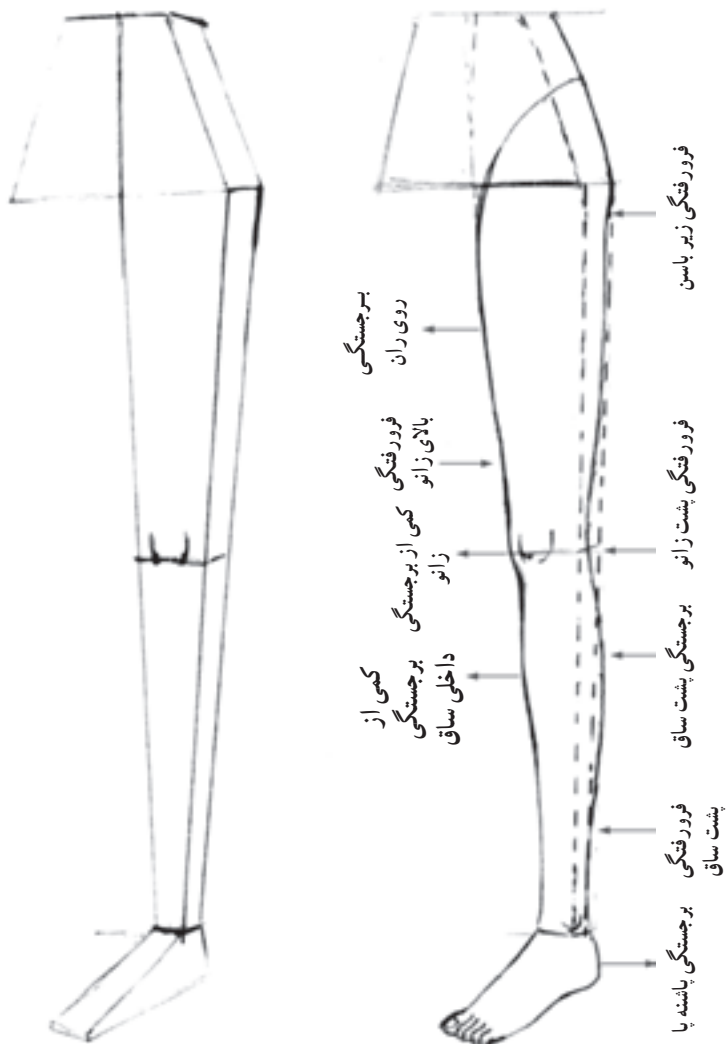 برجستگی
روی ران
فرورفتگی
بالای زانو
کمی از برجستگی
زانو
کمی از
برجستگی
داخلی ساق
فرورفتگی زیر باسن
فرورفتگی پشت زانو
برجستگی پشت ساق
فرورفتگی
پشت ساق
برجستگی پاشنه پا